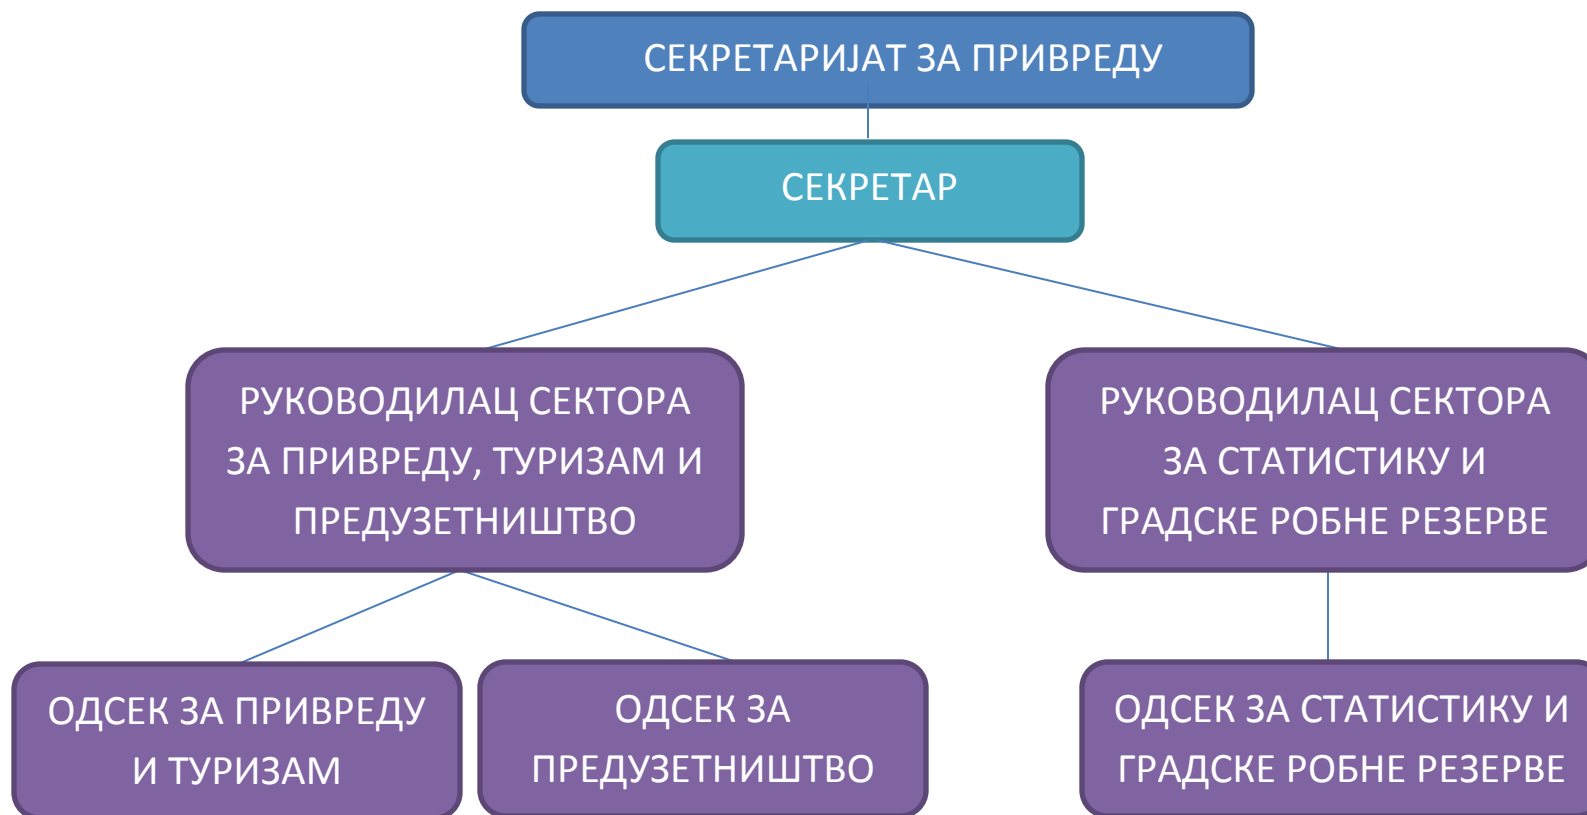 СЕКРЕТАРИЈАТ ЗА ПРИВРЕДУ
СЕКРЕТАР
РУКОВОДИЛАЦ СЕКТОРА
ЗА ПРИВРЕДУ, ТУРИЗАМ И
ПРЕДУЗЕТНИШТВО
РУКОВОДИЛАЦ СЕКТОРА
ЗА СТАТИСТИКУ И
ГРАДСКЕ РОБНЕ РЕЗЕРВЕ
ОДСЕК ЗА ПРИВРЕДУ
И ТУРИЗАМ
ОДСЕК ЗА
ПРЕДУЗЕТНИШТВО
ОДСЕК ЗА СТАТИСТИКУ И
ГРАДСКЕ РОБНЕ РЕЗЕРВЕ